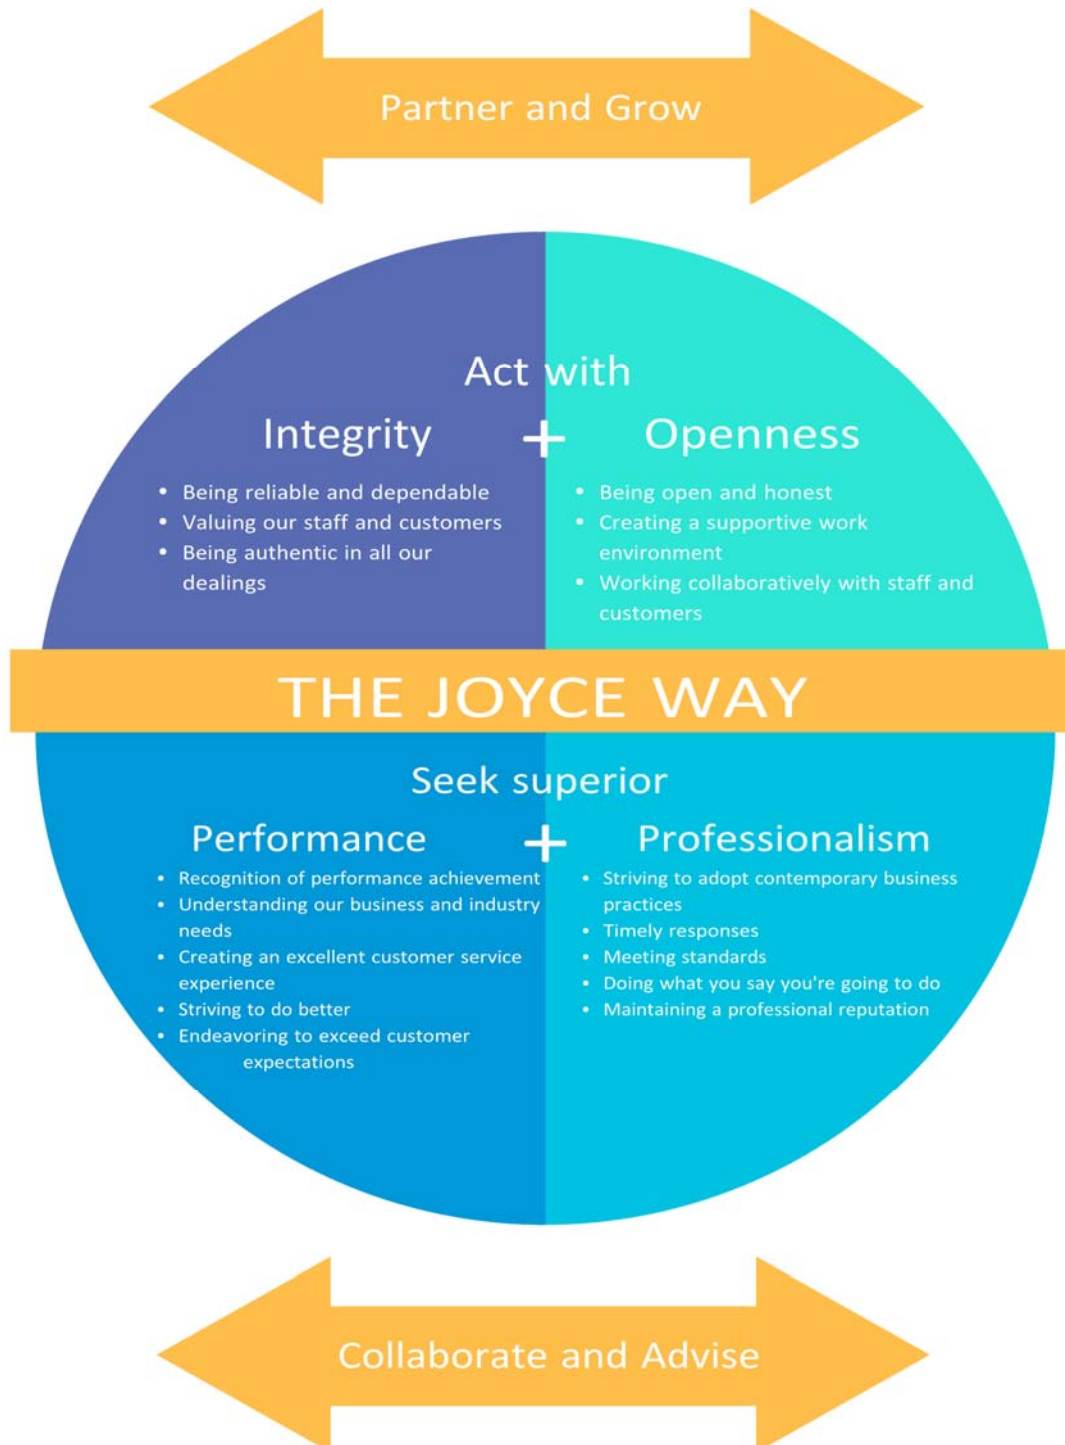 Partner and Grow
Act with
Integrity + Openness
• Being reliable and dependable
• Valuing our staff and customers
• Being authentic in all our
dealings
• Being open and honest
• Creating a supportive work
environment
• Working collaboratively with staff and
customers
THE JOYCE WAY
Seek superior
Performance + Professionalism
• Recognition of performance achievement
• Understanding our business and industry
needs
• Creating an excellent customer service
experience
• Striving to do better
• Endeavoring to exceed customer
expectations
• Striving to adopt contemporary business
practices
• Timely responses
• Meeting standards
• Doing what you say you're going to do
• Maintaining a professional reputation
Collaborate and Advise